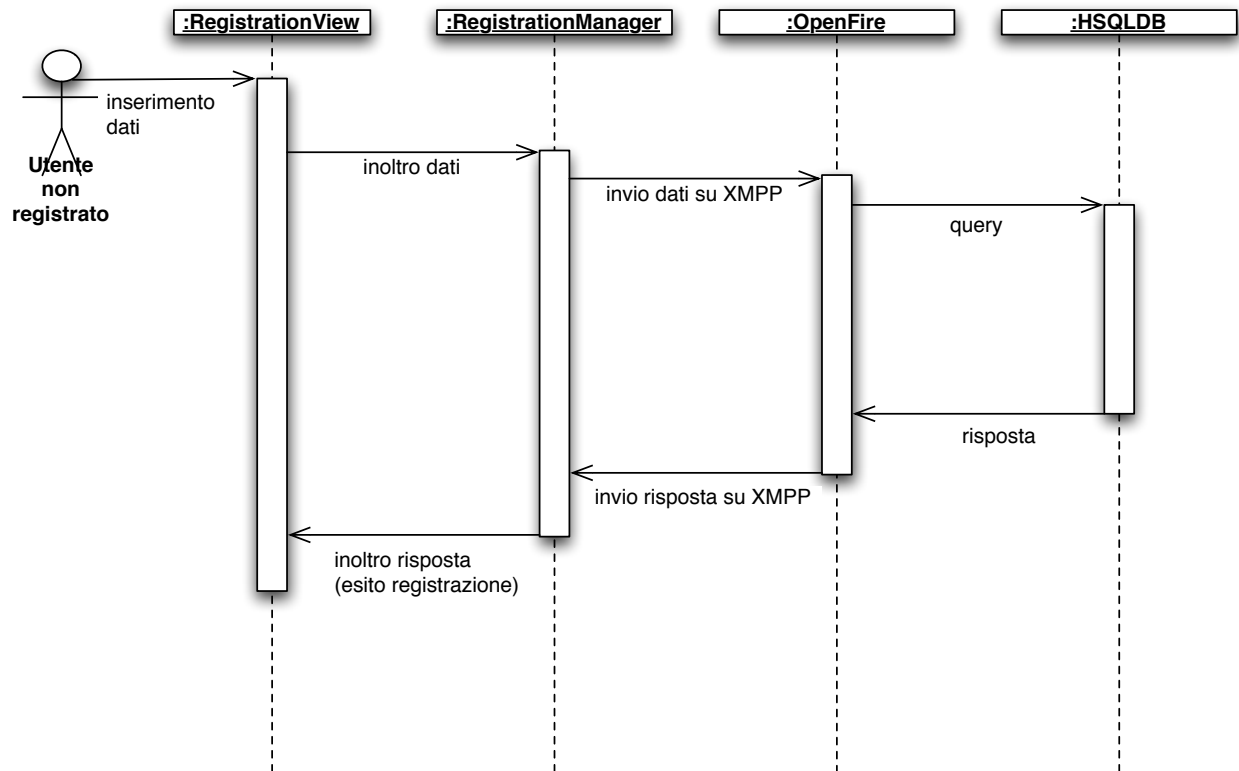 :RegistrationView
:RegistrationManager
:OpenFire
:HSQLDB
inserimento
dati
Utente
non
registrato
inoltro dati
invio dati su XMPP
query
risposta
invio risposta su XMPP
inoltro risposta
(esito registrazione)